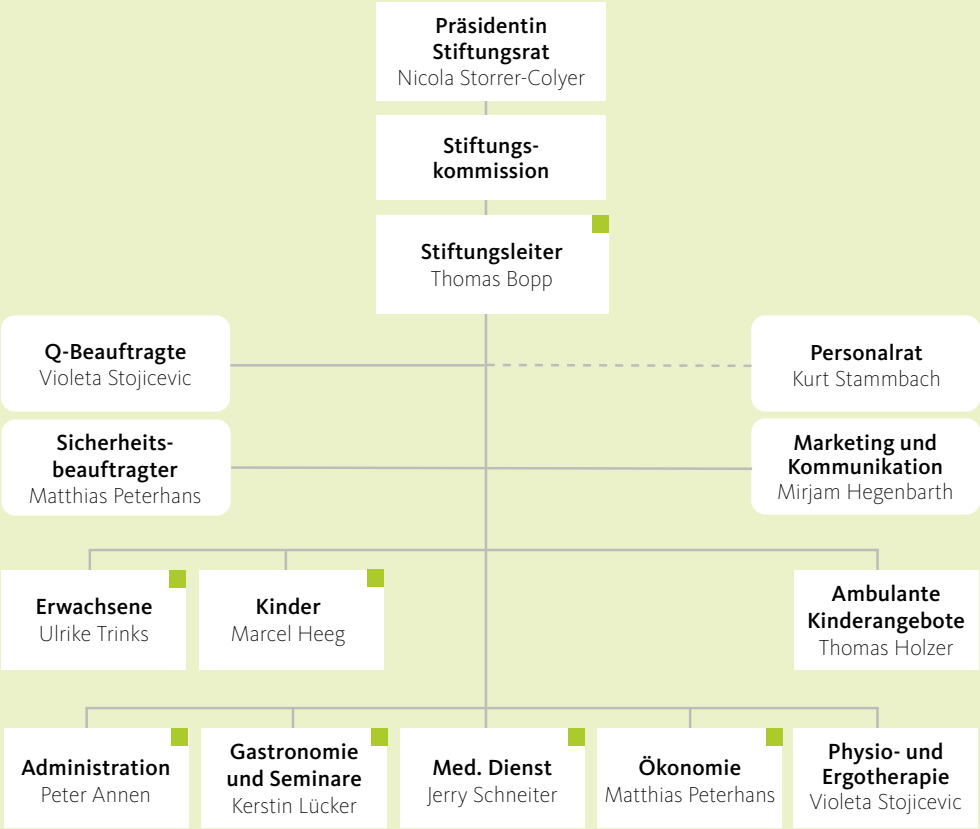 Präsidentin
Stiftungsrat
Nicola Storrer-Colyer
Stiftungs-
kommission
Stiftungsleiter
Thomas Bopp
Q-Beauftragte
Violeta Stojicevic
Personalrat
Kurt Stammbach
Sicherheits-
beauftragter
Matthias Peterhans
Marketing und
Kommunikation
Mirjam Hegenbarth
Erwachsene
Ulrike Trinks
Kinder
Marcel Heeg
Ambulante
Kinderangebote
Thomas Holzer
Administration
Peter Annen
Gastronomie
und Seminare
Kerstin Lücker
Med. Dienst
Jerry Schneiter
Ökonomie
Matthias Peterhans
Physio- und
Ergotherapie
Violeta Stojicevic